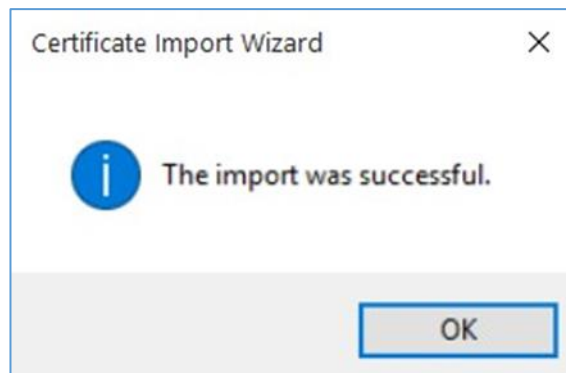 Certificate Import Wizard
The import was successful.
OK